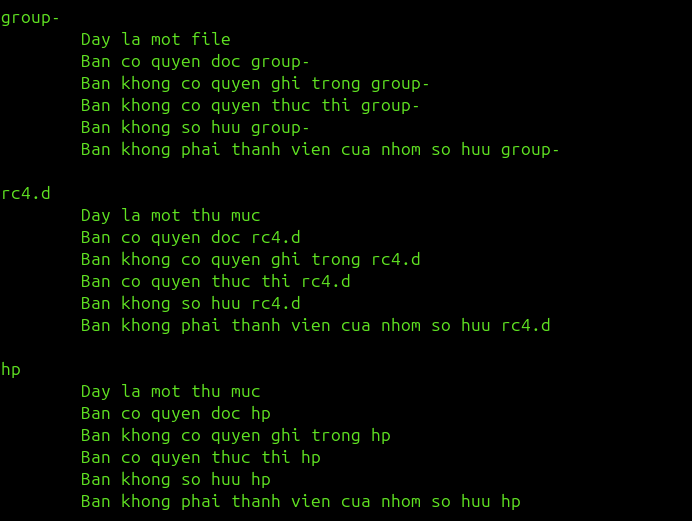 group-
Day la mot file
Ban co quyen doc group-
Ban khong co quyen ghi trong group-
Ban khong co quyen thuc thi group-
Ban khong so huu group-
Ban khong phai thanh vien cua nhom so huu group-
rc4.d
Day la mot thu muc
Ban co quyen doc rc4.d
Ban khong co quyen ghi trong rc4.d
Ban co quyen thuc thi rc4.d
Ban khong so huu rc4.d
Ban khong phai thanh vien cua nhom so huu rc4.d
hp
Day la mot thu muc
Ban co quyen doc hp
Ban khong co quyen ghi trong hp
Ban co quyen thuc thi hp
Ban khong so huu hp
Ban khong phai thanh vien cua nhom so huu hp